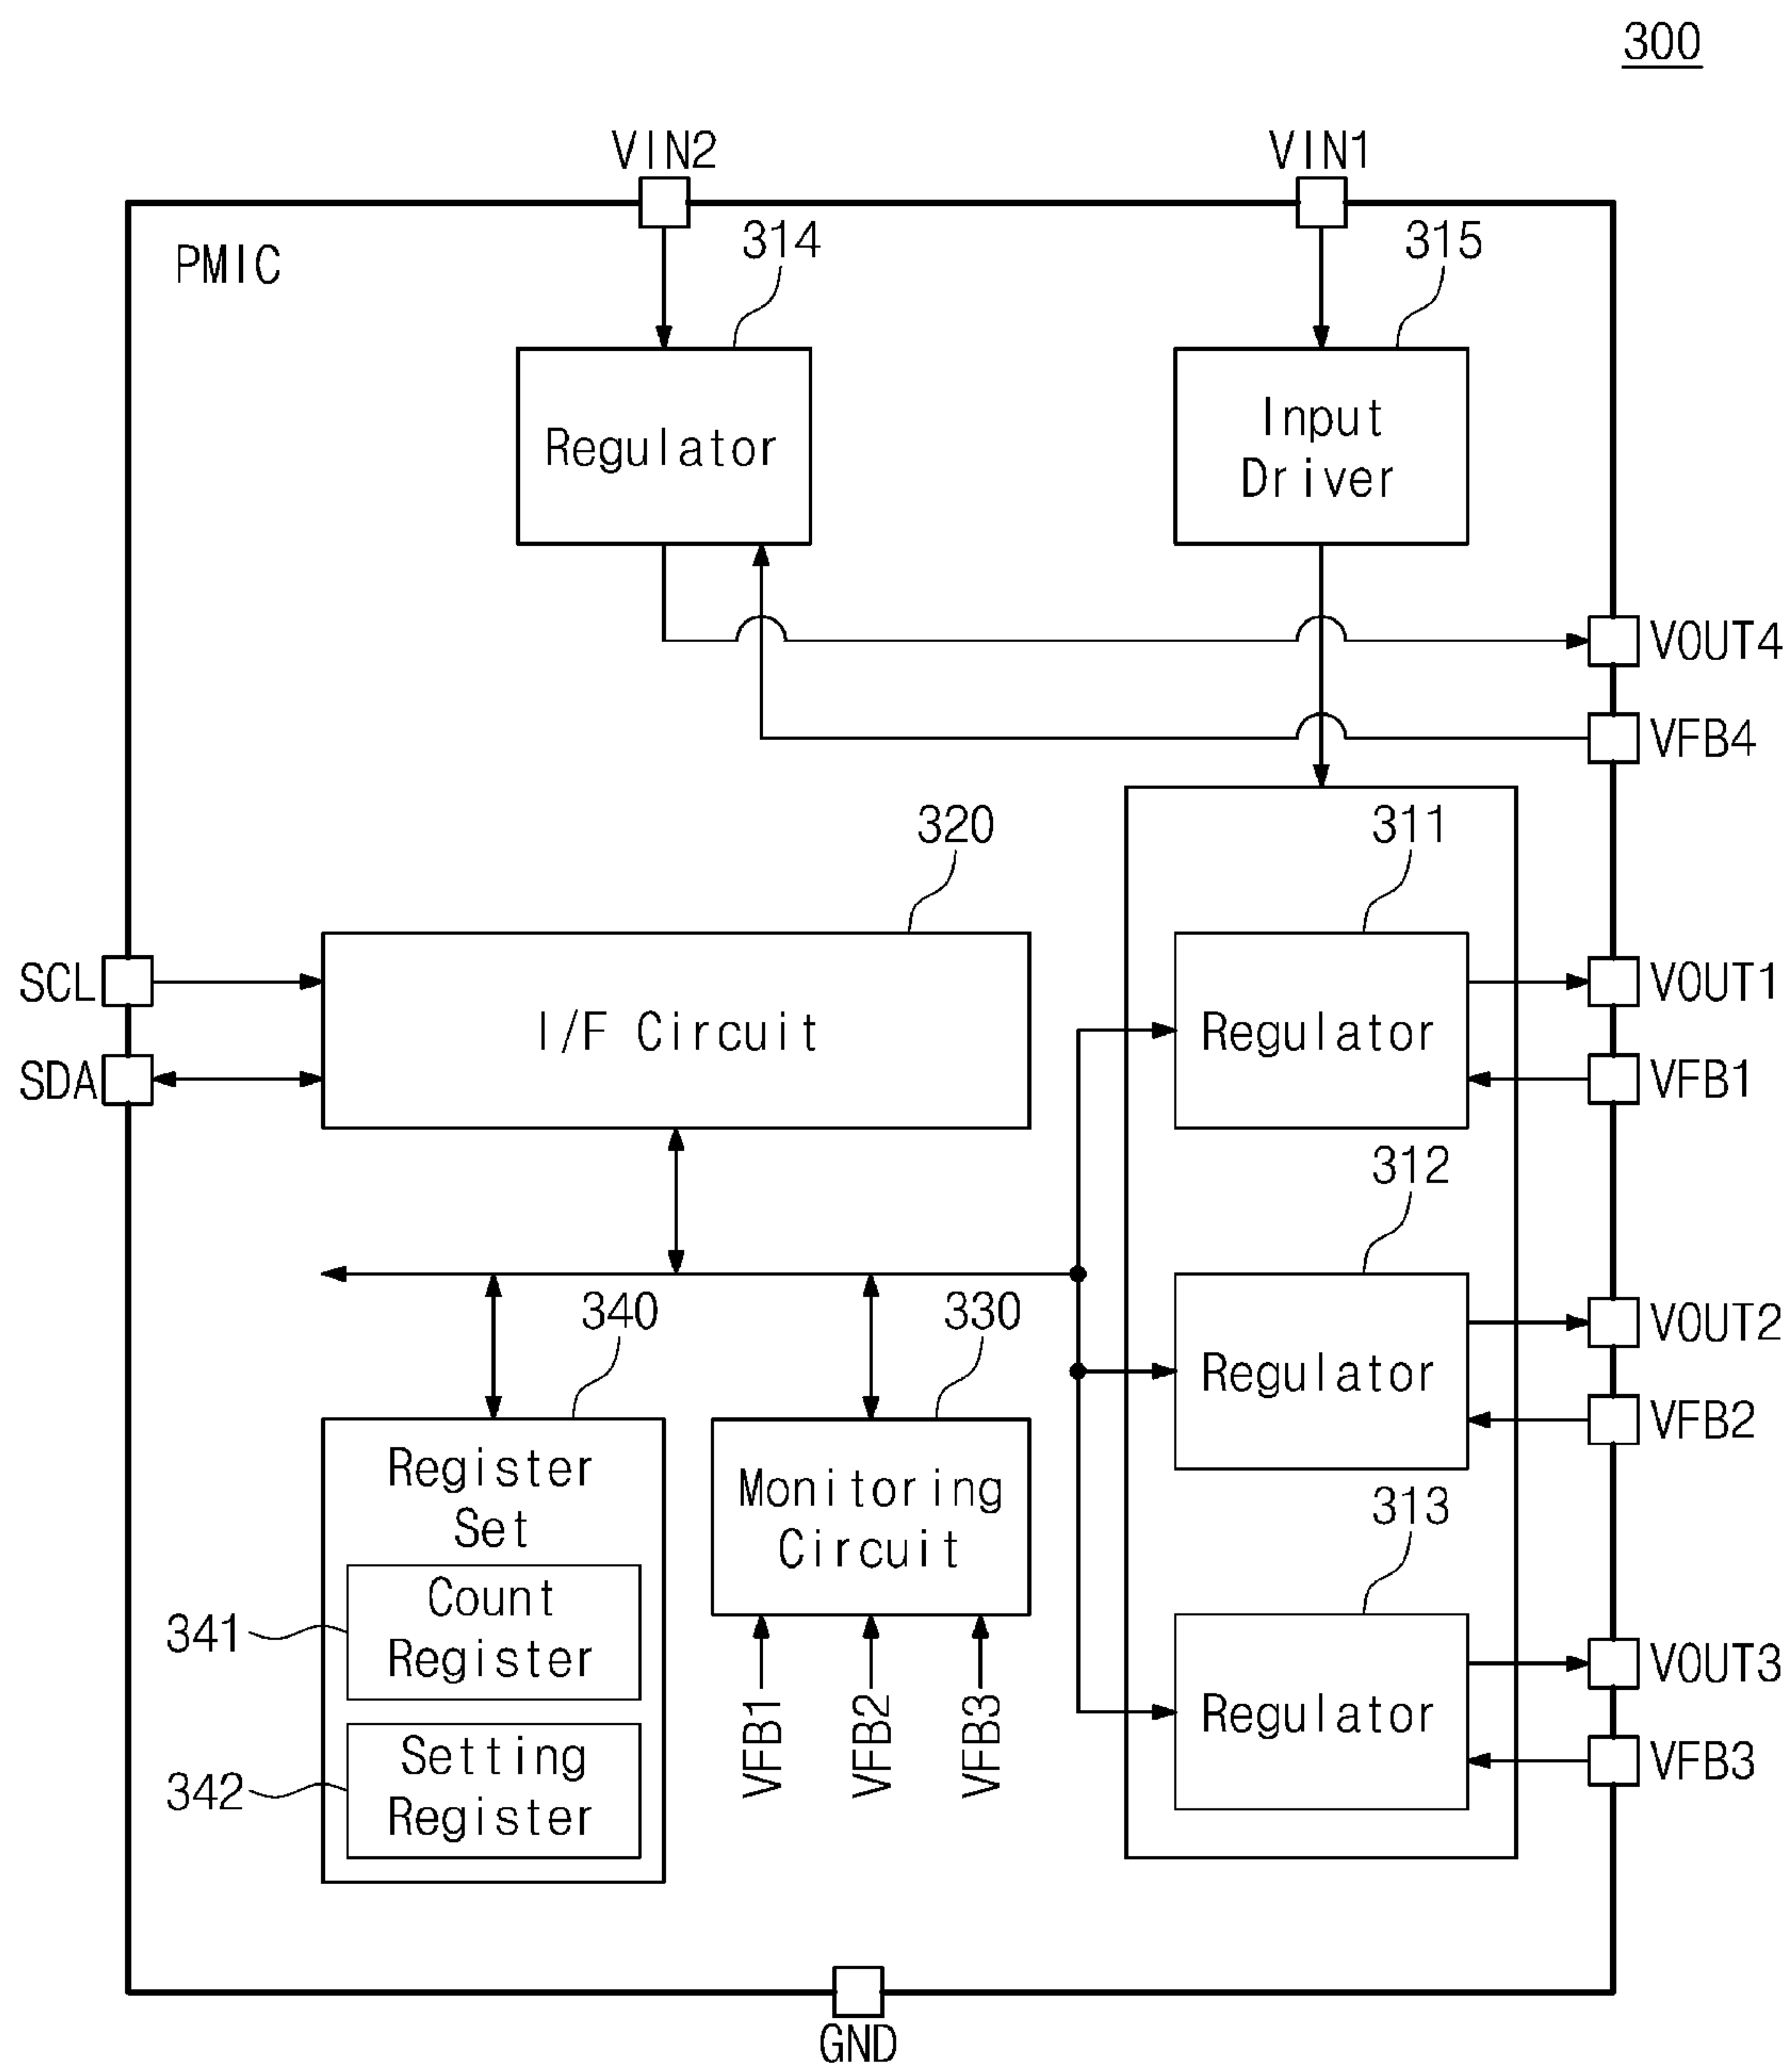 300
VIN2
VIN1
PMIC
314
315
Regulator
Input
Driver
VOUT4
VFB4
320
311
SCL
I/F Circuit
Regulator
VOUT1
SDA
VFB1
312
340
330
Regulator
VOUT2
VFB2
Register
Set
Monitoring
Circuit
313
341
Count
Register
VFB1
VFB2
VFB3
Regulator
VOUT3
342
Setting
Register
VFB3
GND